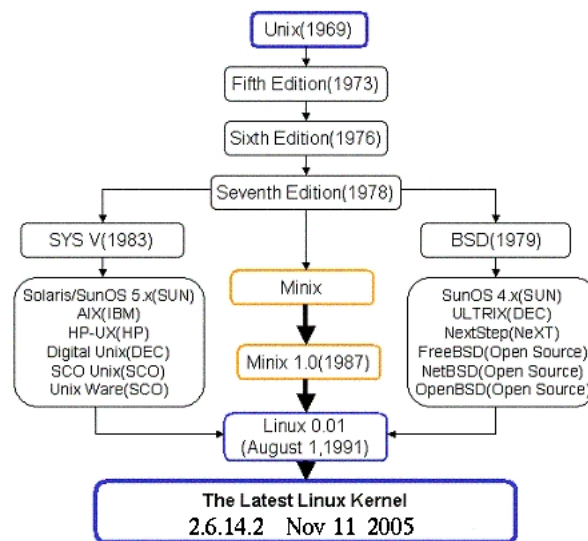 Unix(1969)
Fifth Edition(1973)
Sixth Edition(1976)
Seventh Edition(1978)
SYS V(1983)
BSD(1979)
Solaris/SunOS 5.x(SUN)
AIX(IBM)
HP-UX(HP)
Digital Unix(DEC)
SCO Unix(SCO)
Unix Ware(SCO)
Minix
Minix 1.0(1987)
SunOS 4.x(SUN)
ULTRIX(DEC)
NextStep(NeXT)
FreeBSD(Open Source)
NetBSD(Open Source)
OpenBSD(Open Source)
Linux 0.01
(August 1,1991)
The Latest Linux Kernel
2.6.14.2 Nov 11 2005